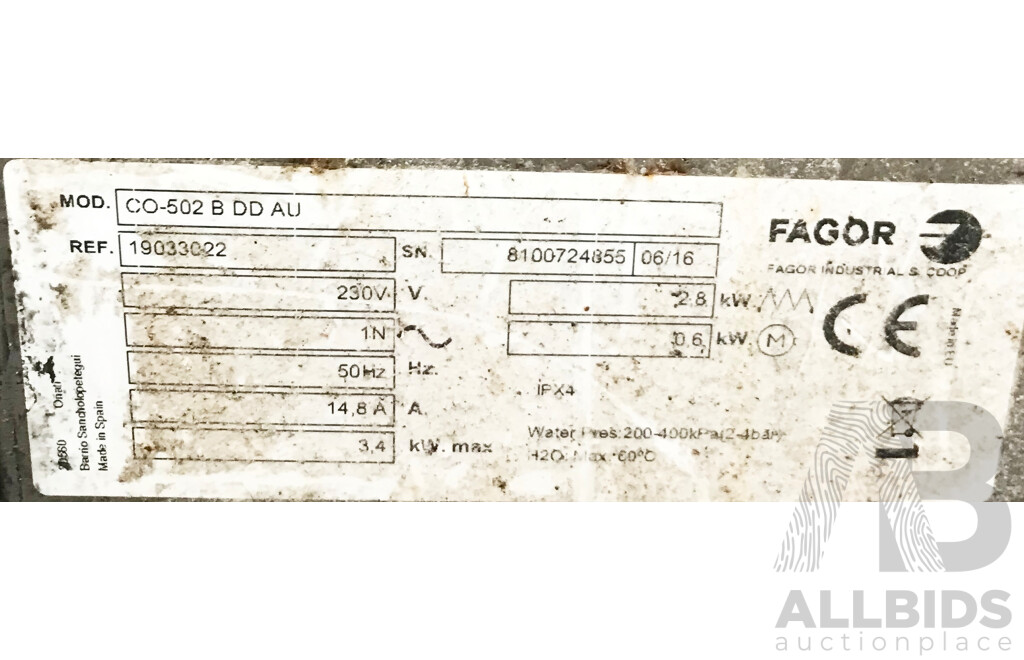 MOD. CO-502 B DD AU
REF. 19033022 SN. 8100724855 06/16
FAGOR
FAGOR INDUSTRIAL S. COOP
230V V. 2.8 kW
1N 0.6 kW M
50Hz Hz.
14,8 A A.
3,4 kW. max
IPX4
Water Pres:200-400kPa(2-4bar)
H2O: Max 60ºC
CE
Made in EU
Oñati
Barrio Sancholopetegui
Made in Spain
AB
ALLBIDS
auctionplace